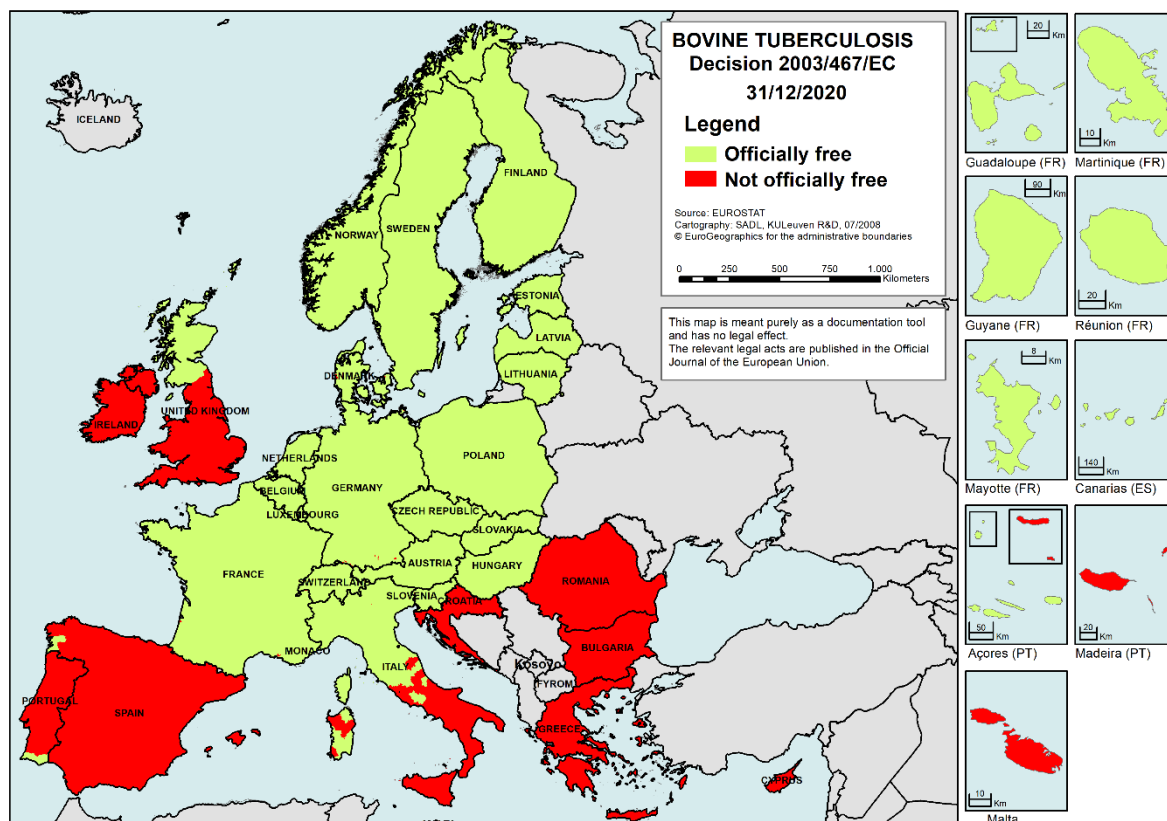 BOVINE TUBERCULOSIS
Decision 2003/467/EC
31/12/2020
Legend
Officially free
Not officially free
Source: EUROSTAT
Cartography: SADL, KULeuven R&D, 07/2008
© EuroGeographics for the administrative boundaries
0 250 500 750 1.000
Kilometers
This map is meant purely as a documentation tool
and has no legal effect.
The relevant legal acts are published in the Official
Journal of the European Union.
ICELAND
FINLAND
NORWAY
SWEDEN
ESTONIA
LATVIA
LITHUANIA
DENMARK
UNITED KINGDOM
IRELAND
NETHERLANDS
POLAND
BELGIUM
GERMANY
LUXEMBOURG
CZECH REPUBLIC
SLOVAKIA
AUSTRIA
HUNGARY
FRANCE
SWITZERLAND
SLOVENIA
ROMANIA
CROATIA
MONACO
ITALY
BULGARIA
Kosovo
FYROM
PORTUGAL
SPAIN
GREECE
CYPRUS
20
Km
Guadaloupe (FR)
10
Km
Martinique (FR)
90
Km
Guyane (FR)
20
Km
Réunion (FR)
8
Km
Mayotte (FR)
140
Km
Canarias (ES)
50
Km
Açores (PT)
20
Km
Madeira (PT)
10
Km
Malta